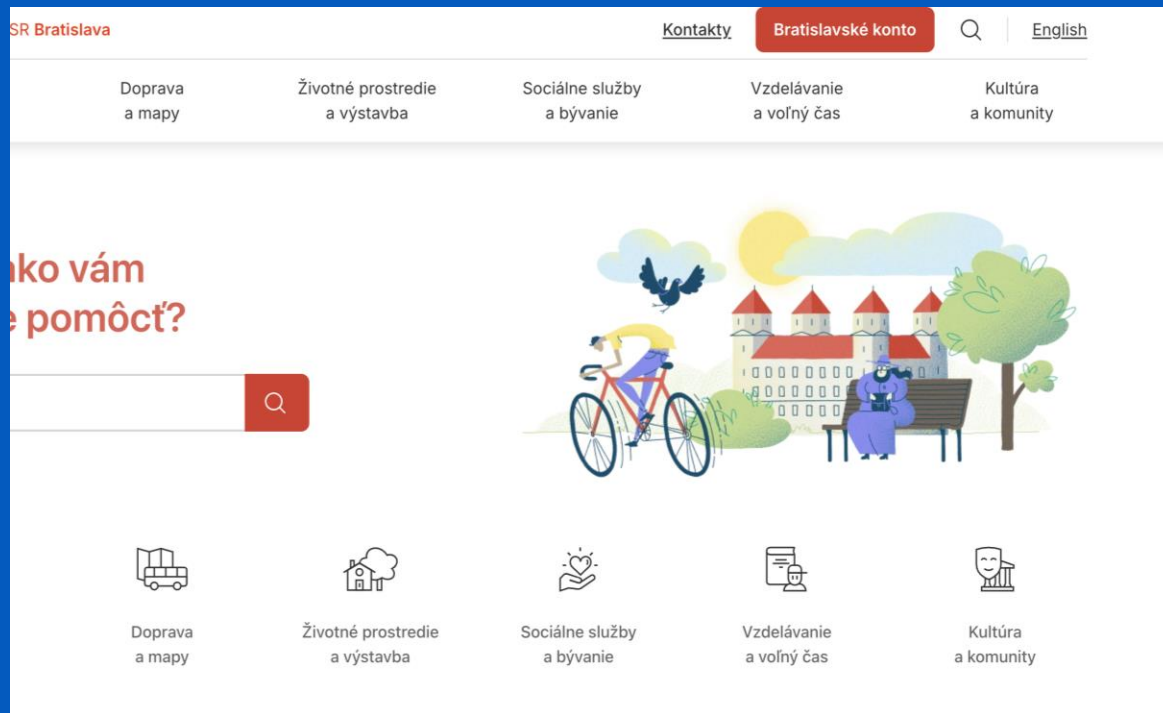 SR Bratislava
Kontakty
Bratislavské konto
English
Doprava
a mapy
Životné prostredie
a výstavba
Sociálne služby
a bývanie
Vzdelávanie
a voľný čas
Kultúra
a komunity
ko vám
pomôcť?
Doprava
a mapy
Životné prostredie
a výstavba
Sociálne služby
a bývanie
Vzdelávanie
a voľný čas
Kultúra
a komunity